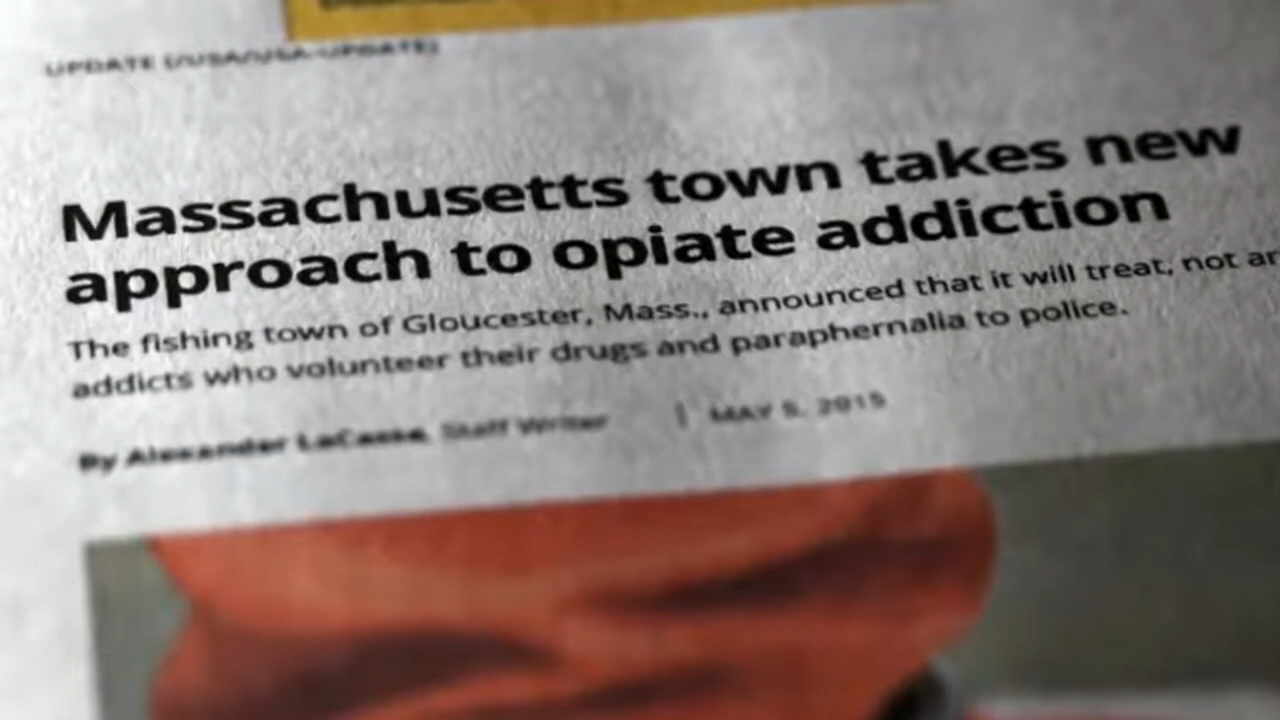 UPDATE (/USA/USA-UPDATE)
Massachusetts town takes new
approach to opiate addiction
The fishing town of Gloucester, Mass., announced that it will treat, not ar
addicts who volunteer their drugs and paraphernalia to police.
By Alexander LaCasse, Staff Writer | MAY 5, 2015